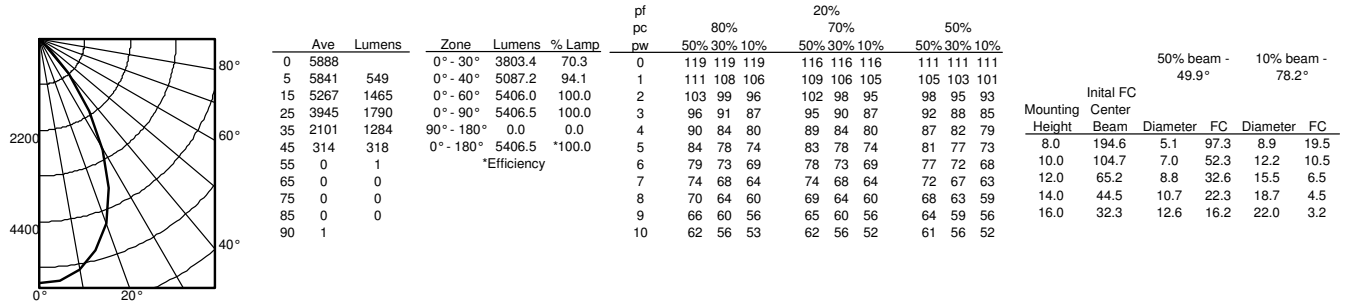 80°
60°
40°
2200
4400
0° 20°
Ave Lumens
0 5888
5 5841 549
15 5267 1465
25 3945 1790
35 2101 1284
45 314 318
55 0 1
65 0 0
75 0 0
85 0 0
90 1
Zone Lumens % Lamp
0° - 30° 3803.4 70.3
0° - 40° 5087.2 94.1
0° - 60° 5406.0 100.0
0° - 90° 5406.5 100.0
90° - 180° 0.0 0.0
0° - 180° 5406.5 *100.0
*Efficiency
pf 20%
pc 80% 70% 50%
pw 50% 30% 10% 50% 30% 10% 50% 30% 10%
0 119 119 119 116 116 116 111 111 111
1 111 108 106 109 106 105 105 103 101
2 103 99 96 102 98 95 98 95 93
3 96 91 87 95 90 87 92 88 85
4 90 84 80 89 84 80 87 82 79
5 84 78 74 83 78 74 81 77 73
6 79 73 69 78 73 69 77 72 68
7 74 68 64 74 68 64 72 67 63
8 70 64 60 69 64 60 68 63 59
9 66 60 56 65 60 56 64 59 56
10 62 56 53 62 56 52 61 56 52
50% beam - 10% beam -
49.9° 78.2°
Inital FC
Mounting Center
Height Beam Diameter FC Diameter FC
8.0 194.6 5.1 97.3 8.9 19.5
10.0 104.7 7.0 52.3 12.2 10.5
12.0 65.2 8.8 32.6 15.5 6.5
14.0 44.5 10.7 22.3 18.7 4.5
16.0 32.3 12.6 16.2 22.0 3.2